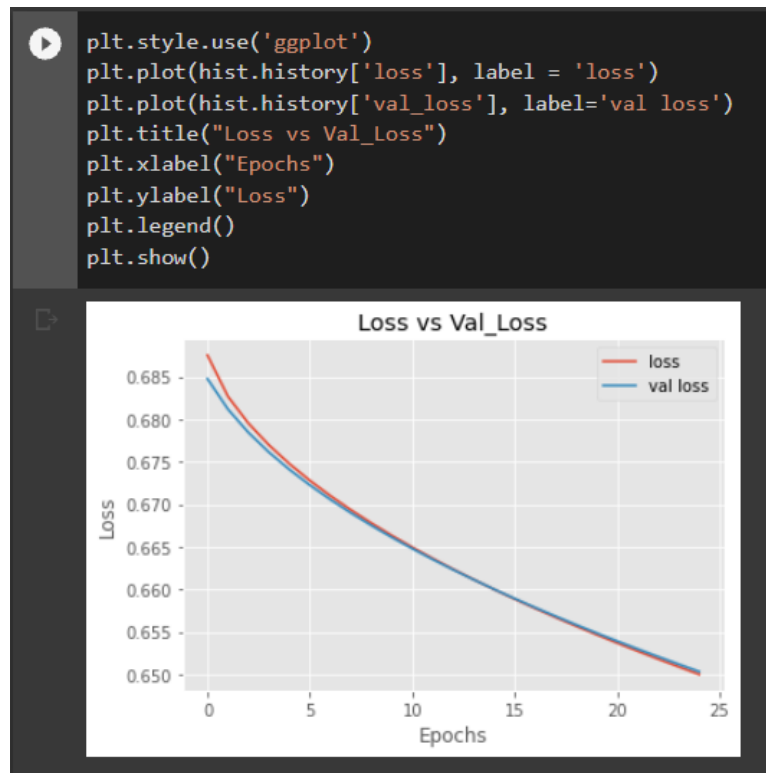 plt.style.use('ggplot')
plt.plot(hist.history['loss'], label = 'loss')
plt.plot(hist.history['val_loss'], label='val loss')
plt.title("Loss vs Val_Loss")
plt.xlabel("Epochs")
plt.ylabel("Loss")
plt.legend()
plt.show()
Loss vs Val_Loss
loss
val loss
0.685
0.680
0.675
0.670
0.665
0.660
0.655
0.650
Loss
0 5 10 15 20 25
Epochs